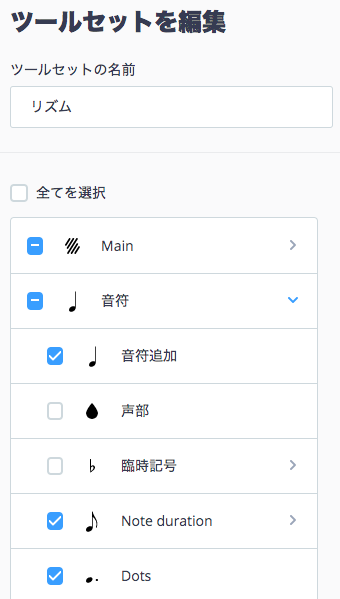 ツールセットを編集
ツールセットの名前
リズム
全てを選択
Main
音符
音符追加
声部
臨時記号
Note duration
Dots